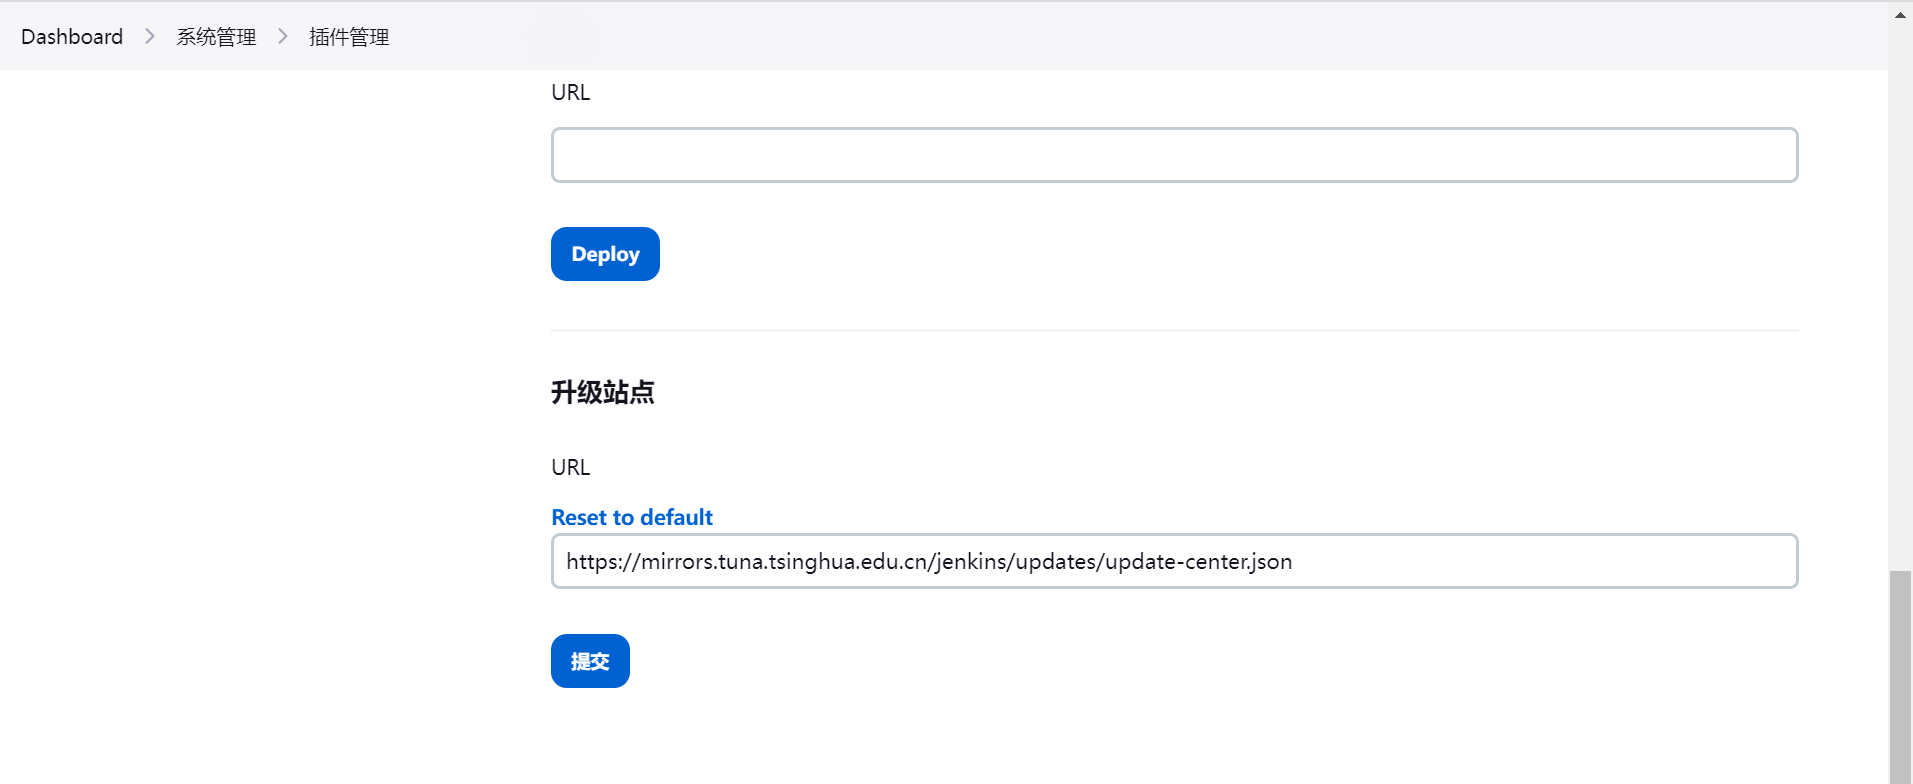 Dashboard > 系统管理 > 插件管理
URL
Deploy
升级站点
URL
Reset to default
https://mirrors.tuna.tsinghua.edu.cn/jenkins/updates/update-center.json
提交